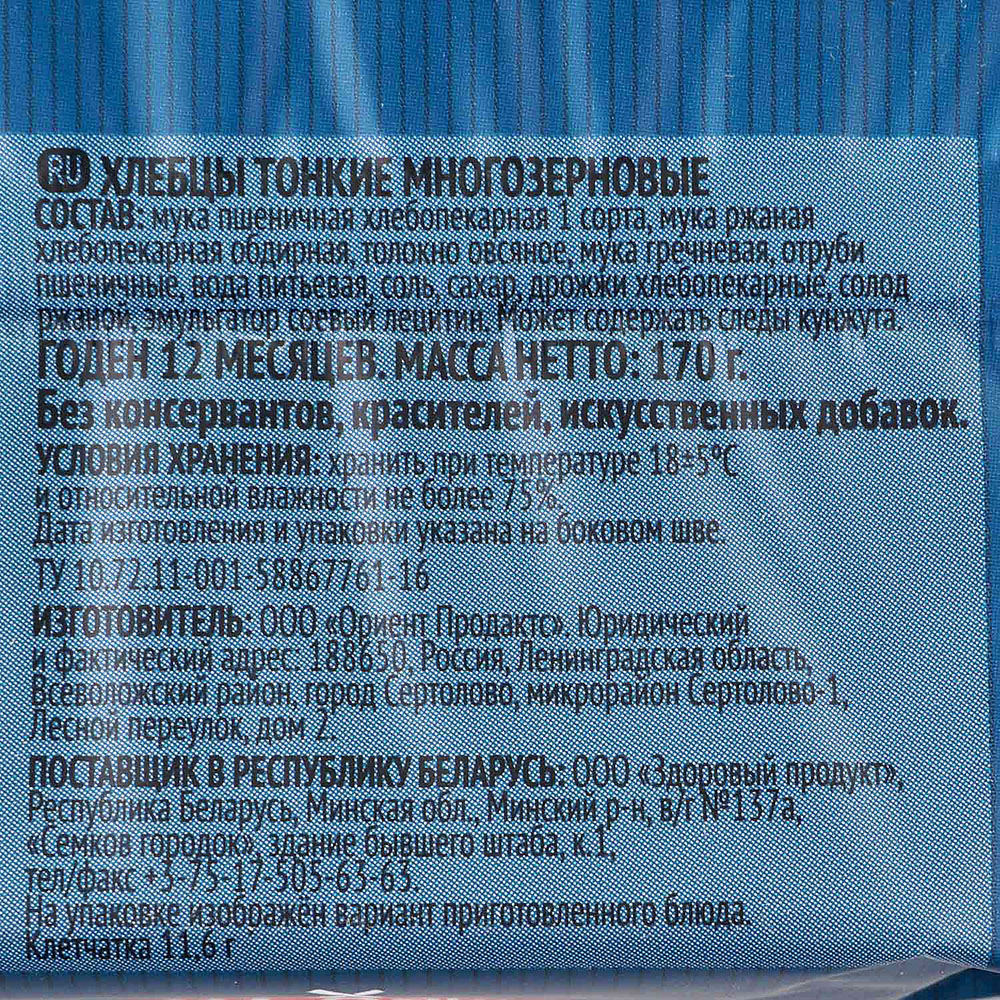 RU ХЛЕБЦЫ ТОНКИЕ МНОГОЗЕРНОВЫЕ
СОСТАВ: мука пшеничная хлебопекарная 1 сорта, мука ржаная
хлебопекарная обдирная, толокно овсяное, мука гречневая, отруби
пшеничные, вода питьевая, соль, сахар, дрожжи хлебопекарные, солод
ржаной, эмульгатор соевый лецитин. Может содержать следы кунжута.
ГОДЕН 12 МЕСЯЦЕВ. МАССА НЕТТО: 170 г.
Без консервантов, красителей, искусственных добавок.
УСЛОВИЯ ХРАНЕНИЯ: хранить при температуре 18±5°С
и относительной влажности не более 75%.
Дата изготовления и упаковки указана на боковом шве.
ТУ 10.72.11-001-58867761-16
ИЗГОТОВИТЕЛЬ: ООО «Ориент Продактс». Юридический
и фактический адрес: 188650, Россия, Ленинградская область,
Всеволожский район, город Сертолово, микрорайон Сертолово-1,
Лесной переулок, дом 2.
ПОСТАВЩИК В РЕСПУБЛИКУ БЕЛАРУСЬ: ООО «Здоровый продукт»,
Республика Беларусь, Минская обл., Минский р-н, в/г №137а,
«Семков городок», здание бывшего штаба, к.1,
тел/факс +3-75-17-505-63-63.
На упаковке изображён вариант приготовленного блюда.
Клетчатка 11,6 г